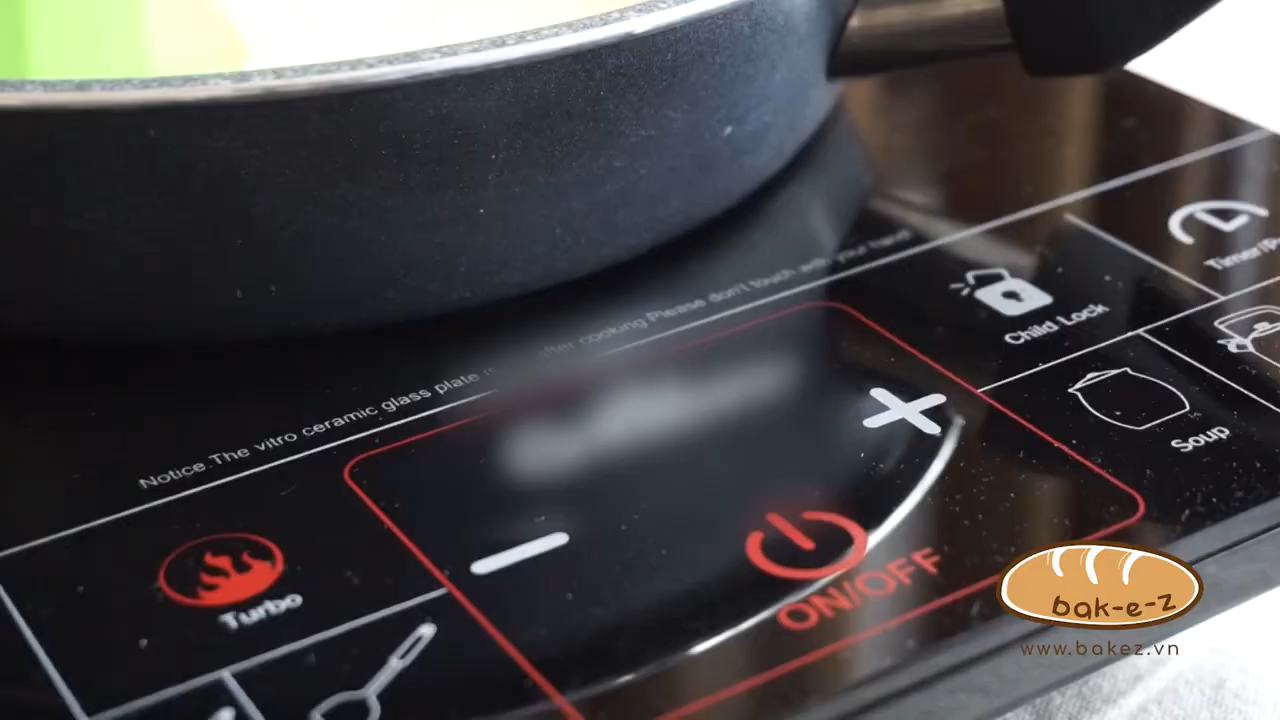 Notice.The vitro ceramic glass plate
after cooking Please don't touch with your hand!
Child Lock
Soup
Turbo
ON/OFF
bak-e-z
www.bakez.vn